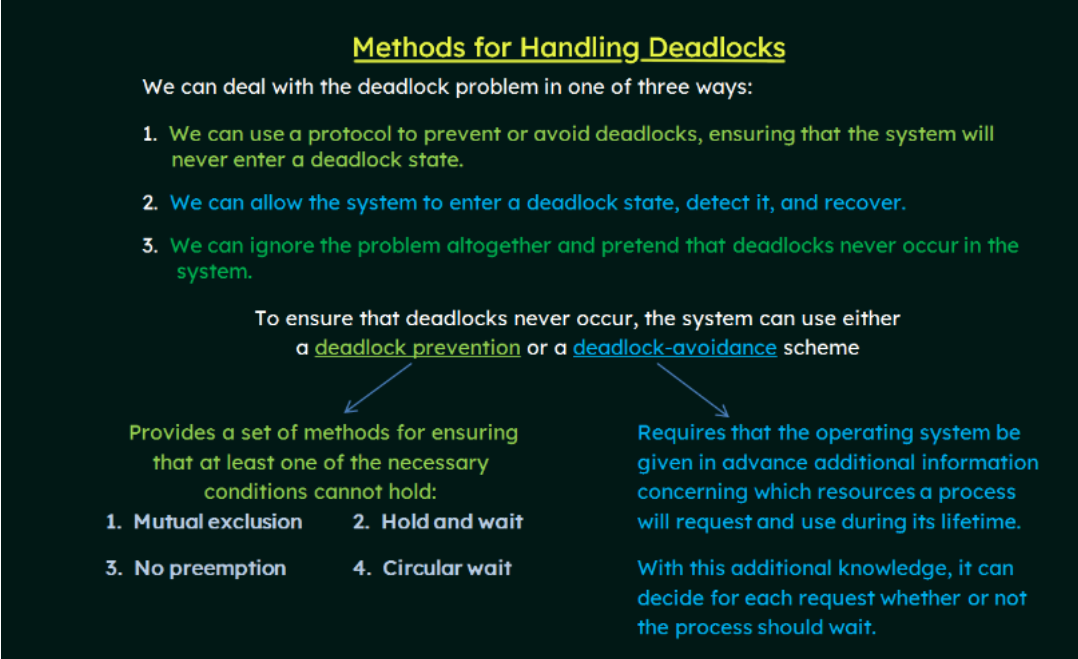 Methods for Handling Deadlocks
We can deal with the deadlock problem in one of three ways:
1. We can use a protocol to prevent or avoid deadlocks, ensuring that the system will
never enter a deadlock state.
2. We can allow the system to enter a deadlock state, detect it, and recover.
3. We can ignore the problem altogether and pretend that deadlocks never occur in the
system.
To ensure that deadlocks never occur, the system can use either
a deadlock prevention or a deadlock-avoidance scheme
Provides a set of methods for ensuring
that at least one of the necessary
conditions cannot hold:
1. Mutual exclusion 2. Hold and wait
3. No preemption 4. Circular wait
Requires that the operating system be
given in advance additional information
concerning which resources a process
will request and use during its lifetime.
With this additional knowledge, it can
decide for each request whether or not
the process should wait.